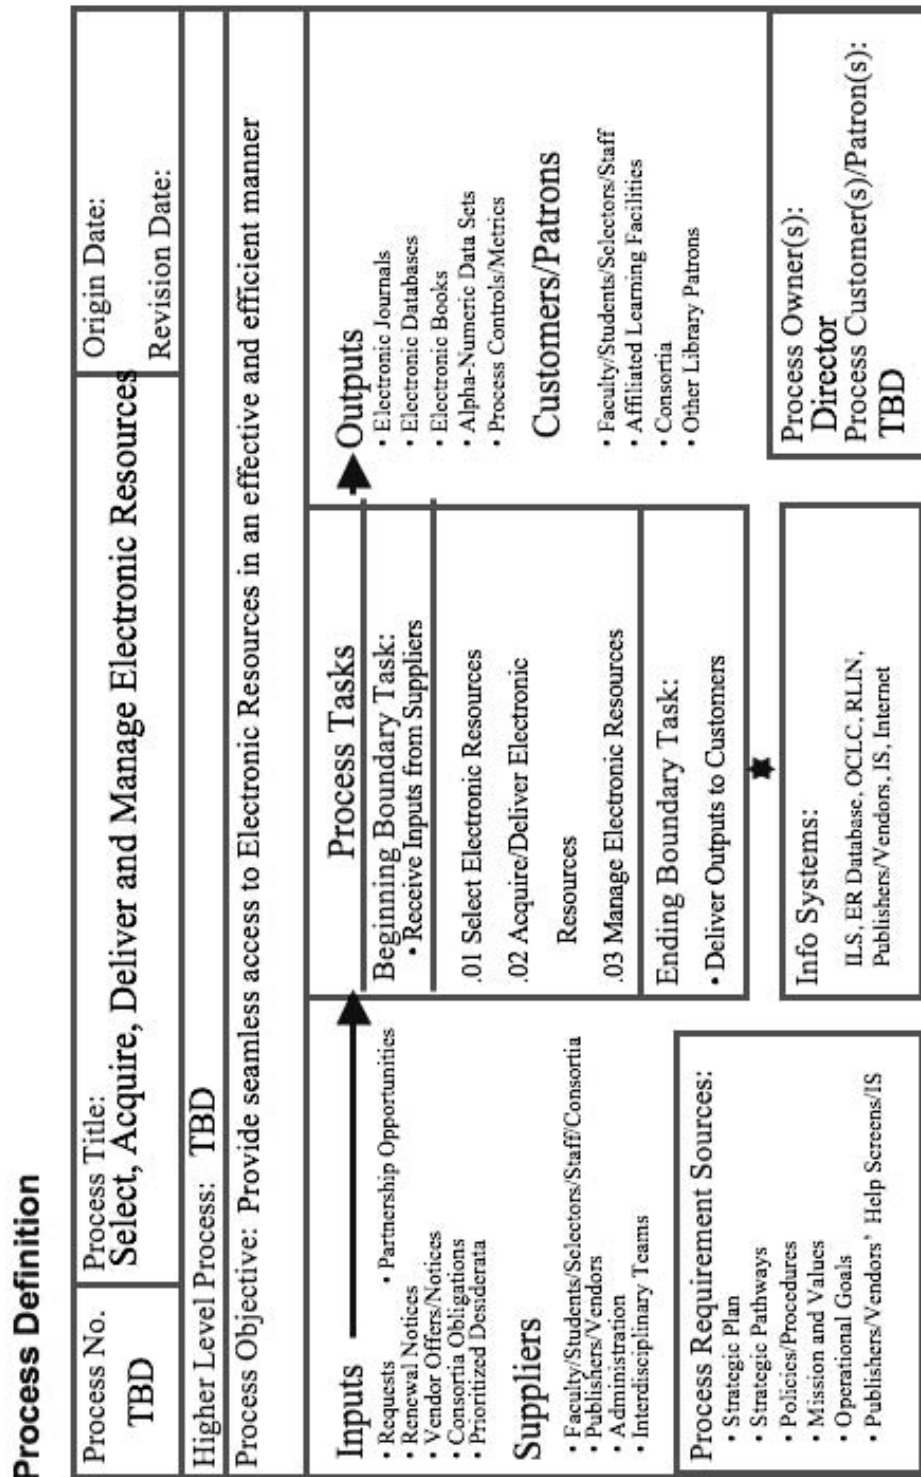 Process Definition
Process No.
TBD
Process Title:
Select, Acquire, Deliver and Manage Electronic Resources
Origin Date:
Revision Date:
Higher Level Process: TBD
Process Objective: Provide seamless access to Electronic Resources in an effective and efficient manner
Inputs
• Requests
• Renewal Notices
• Vendor Offers/Notices
• Consortia Obligations
• Prioritized Desiderata
• Partnership Opportunities
Suppliers
• Faculty/Students/Selectors/Staff/Consortia
• Publishers/Vendors
• Administration
• Interdisciplinary Teams
Process Tasks
Beginning Boundary Task:
• Receive Inputs from Suppliers
.01 Select Electronic Resources
.02 Acquire/Deliver Electronic
Resources
.03 Manage Electronic Resources
Ending Boundary Task:
• Deliver Outputs to Customers
Outputs
• Electronic Journals
• Electronic Databases
• Electronic Books
• Alpha-Numeric Data Sets
• Process Controls/Metrics
Customers/Patrons
• Faculty/Students/Selectors/Staff
• Affiliated Learning Facilities
• Consortia
• Other Library Patrons
Process Requirement Sources:
• Strategic Plan
• Strategic Pathways
• Policies/Procedures
• Mission and Values
• Operational Goals
• Publishers/Vendors' Help Screens/IS
Info Systems:
ILS, ER Database, OCLC, RLIN,
Publishers/Vendors, IS, Internet
Process Owner(s):
Director
Process Customer(s)/Patron(s):
TBD